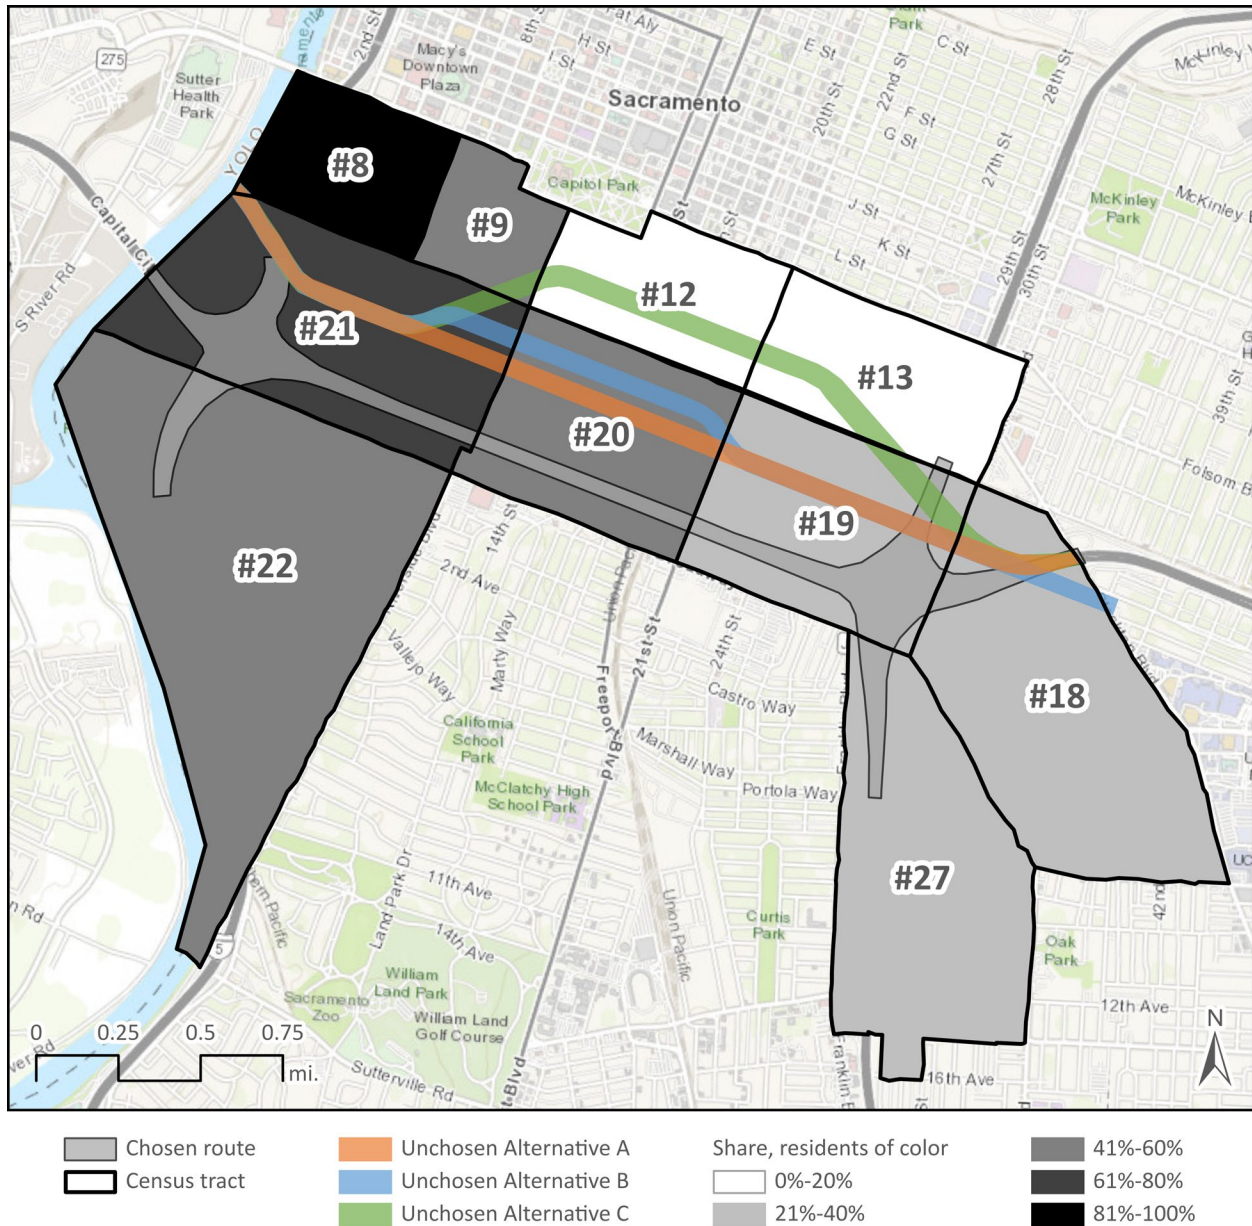 275
Sutter
Health
Park
2nd St
Macy's
Downtown
Plaza
8th St
Fat Aly
H St
I St
Sacramento
E St
C St
Park
20th St
22nd St
F St
G St
27th St
28th St
McKinley
Park
J St
K St
L St
29th St
30th St
39th St
Folsom B
Capitol Park
YOLO
S River Rd
#8
#9
#12
#13
#21
#20
#19
#22
#18
#27
14th St
2nd Ave
Marty Way
Vallejo Way
21st St
Freeport Blvd
24th St
Castro Way
Marshall Way
Portola Way
California
School
Park
McClatchy High
School Park
Land Park Dr
11th Ave
14th Ave
Union Pacific
Curtis
Park
William
Land Park
William Land
Golf Course
Sacramento
Zoo
5
Sutterville Rd
Oak
Park
42nd
12th Ave
16th Ave
N
0 0.25 0.5 0.75
mi.
Chosen route
Census tract
Unchosen Alternative A
Unchosen Alternative B
Unchosen Alternative C
Share, residents of color
0%-20%
21%-40%
41%-60%
61%-80%
81%-100%